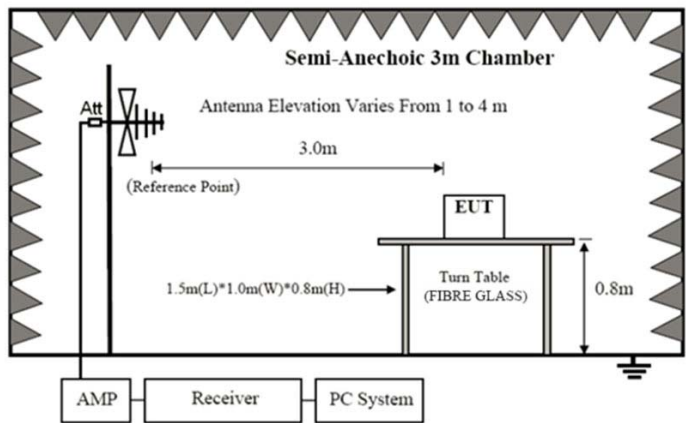 Semi-Anechoic 3m Chamber
Att
Antenna Elevation Varies From 1 to 4 m
3.0m
(Reference Point)
EUT
1.5m(L)*1.0m(W)*0.8m(H)
Turn Table
(FIBRE GLASS)
0.8m
AMP
Receiver
PC System